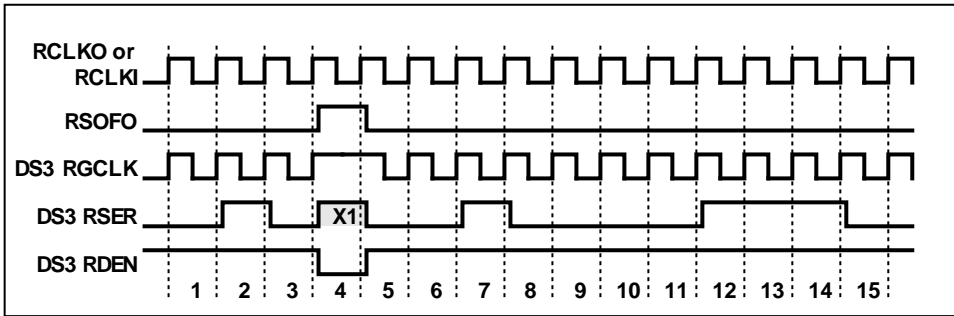 RCLKO or
RCLKI
RSOFO
DS3 RGCLK
DS3 RSER X1
DS3 RDEN
1 2 3 4 5 6 7 8 9 10 11 12 13 14 15